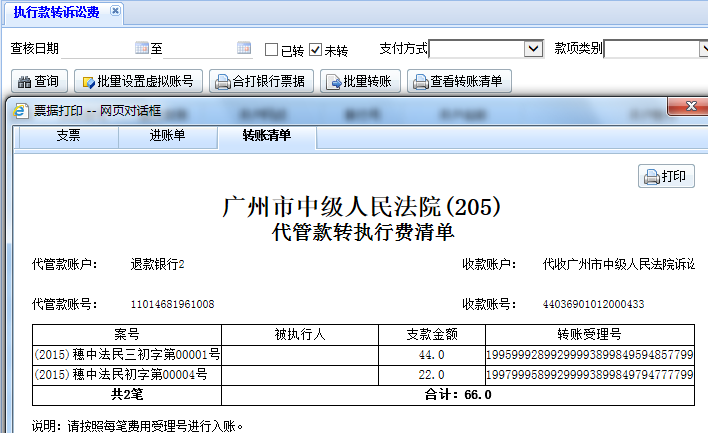 执行款转诉讼费
查核日期 至 已转 未转 支付方式 款项类别
查询 批量设置虚拟账号 合打银行票据 批量转账 查看转账清单
票据打印 -- 网页对话框
支票 进账单 转账清单
打印
广州市中级人民法院(205)
代管款转执行费清单
代管款账户： 退款银行2 收款账户： 代收广州市中级人民法院诉讼
代管款账号： 11014681961008 收款账号： 44036901012000433
案号 被执行人 支款金额 转账受理号
(2015)穗中法民三初字第00001号 44.0 19959992899299993899849594857799
(2015)穗中法民初字第00004号 22.0 19979995899299993899849794777799
共2笔 合计：66.0
说明：请按照每笔费用受理号进行入账。